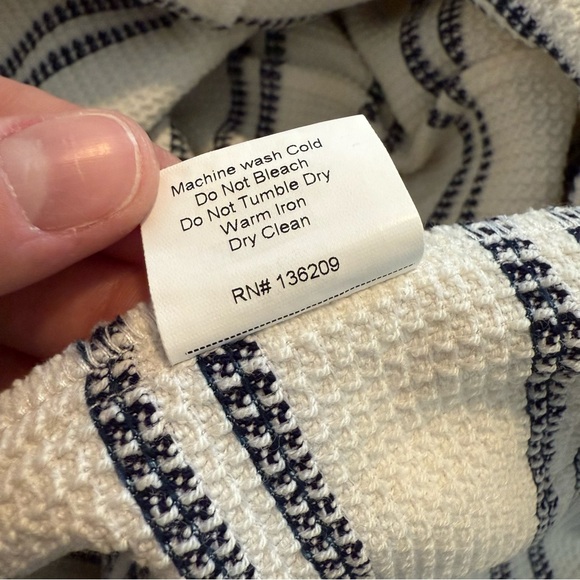 Machine wash Cold
Do Not Bleach
Do Not Tumble Dry
Warm Iron
Dry Clean
RN# 136209